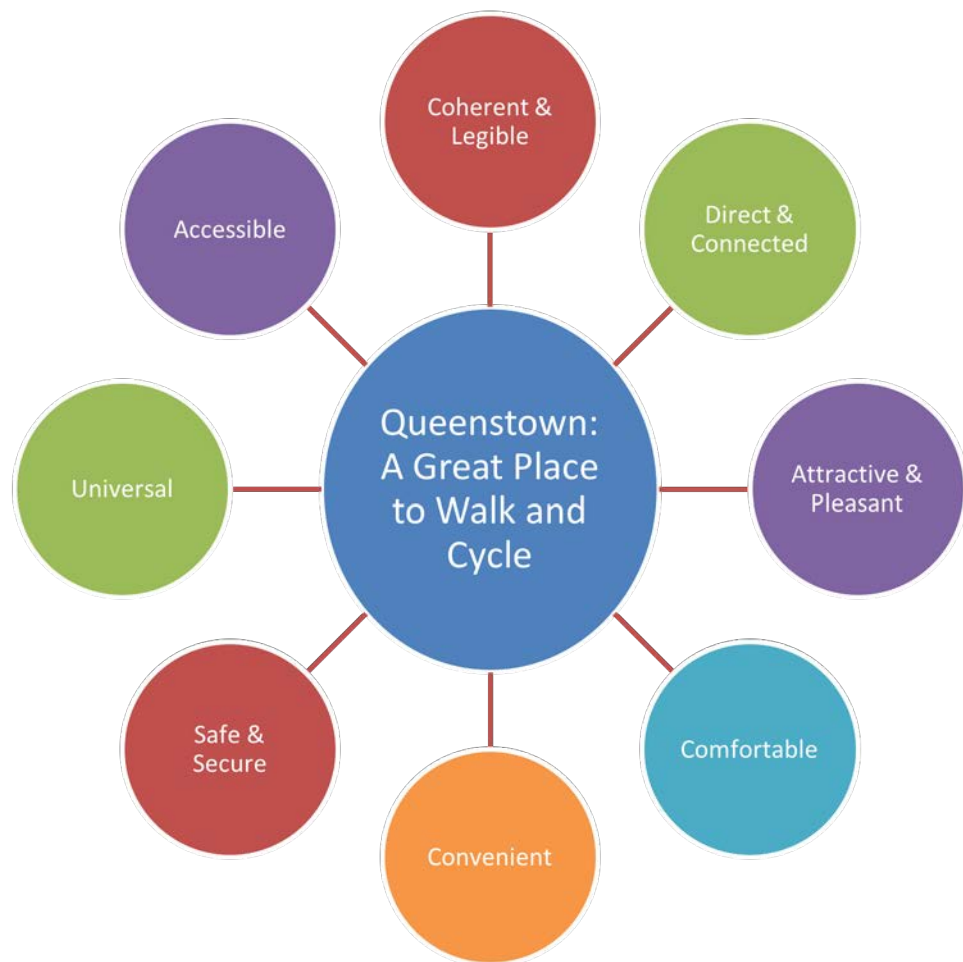 Coherent &
Legible
Direct &
Connected
Accessible
Queenstown:
A Great Place
to Walk and
Cycle
Attractive &
Pleasant
Universal
Comfortable
Safe &
Secure
Convenient